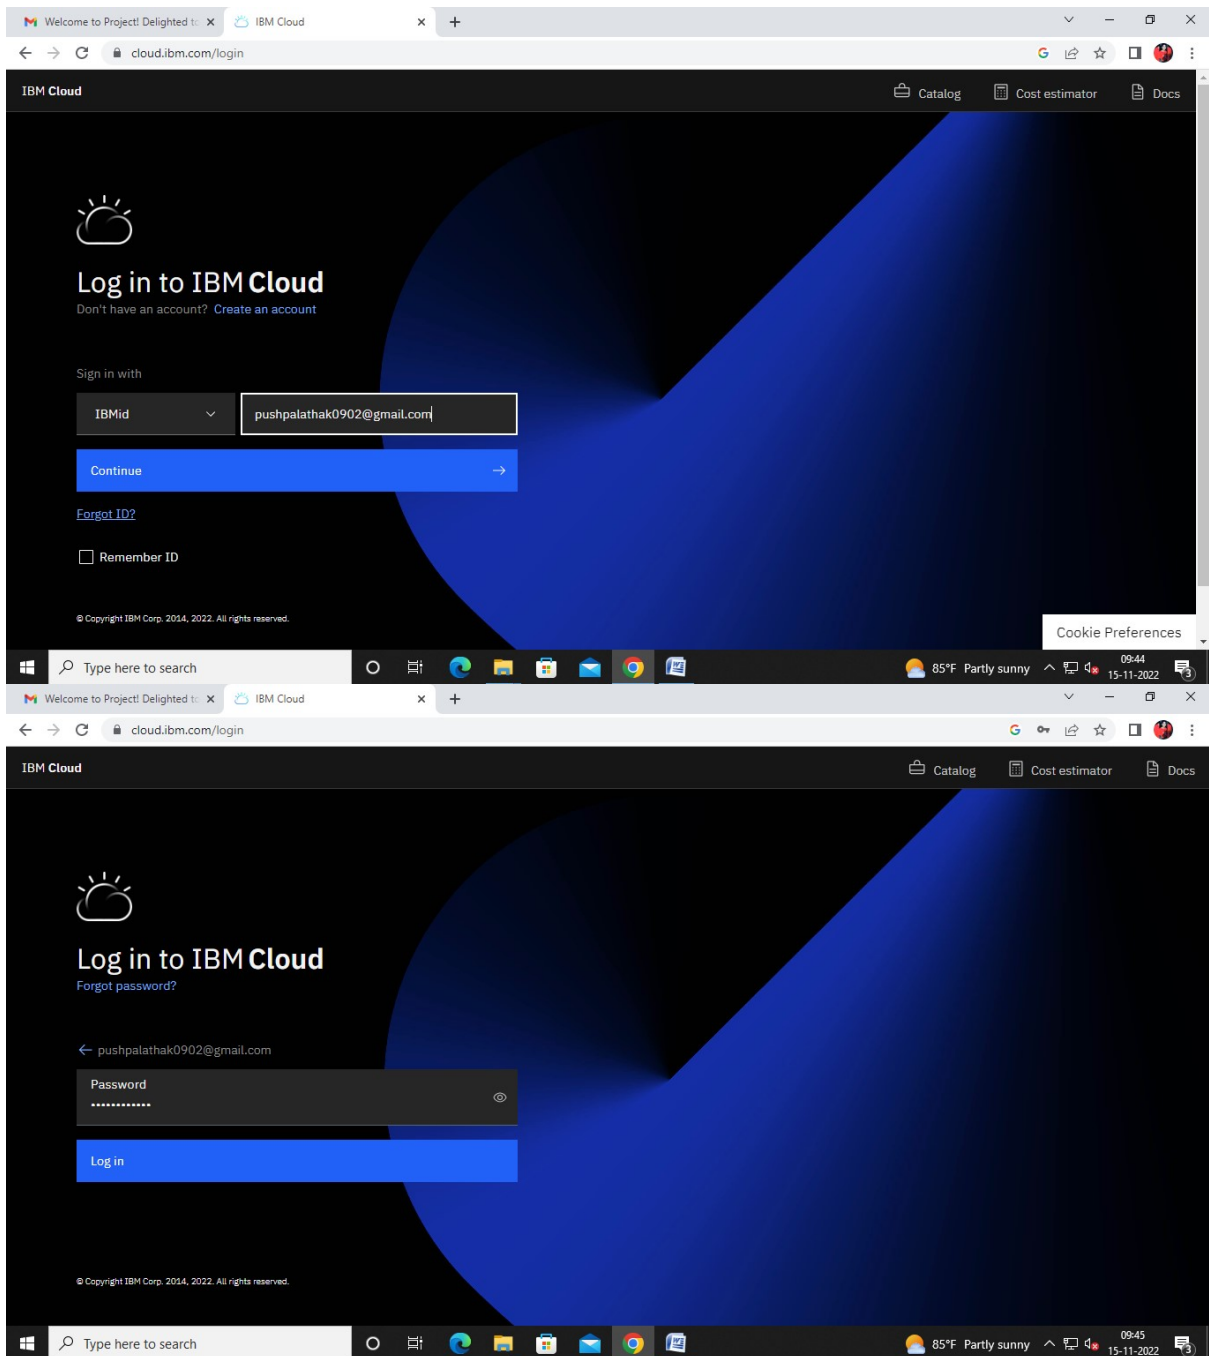 Welcome to Project! Delighted to
IBM Cloud
cloud.ibm.com/login
IBM Cloud
Catalog
Cost estimator
Docs
Log in to IBM Cloud
Don't have an account? Create an account
Sign in with
IBMid
pushpalathak0902@gmail.com
Continue
Forgot ID?
Remember ID
© Copyright IBM Corp. 2014, 2022. All rights reserved.
Cookie Preferences
Type here to search
85°F Partly sunny
09:44
15-11-2022
3
Welcome to Project! Delighted to
IBM Cloud
cloud.ibm.com/login
IBM Cloud
Catalog
Cost estimator
Docs
Log in to IBM Cloud
Forgot password?
pushpalathak0902@gmail.com
Password
••••••••••••
Log in
© Copyright IBM Corp. 2014, 2022. All rights reserved.
Type here to search
85°F Partly sunny
09:45
15-11-2022
3